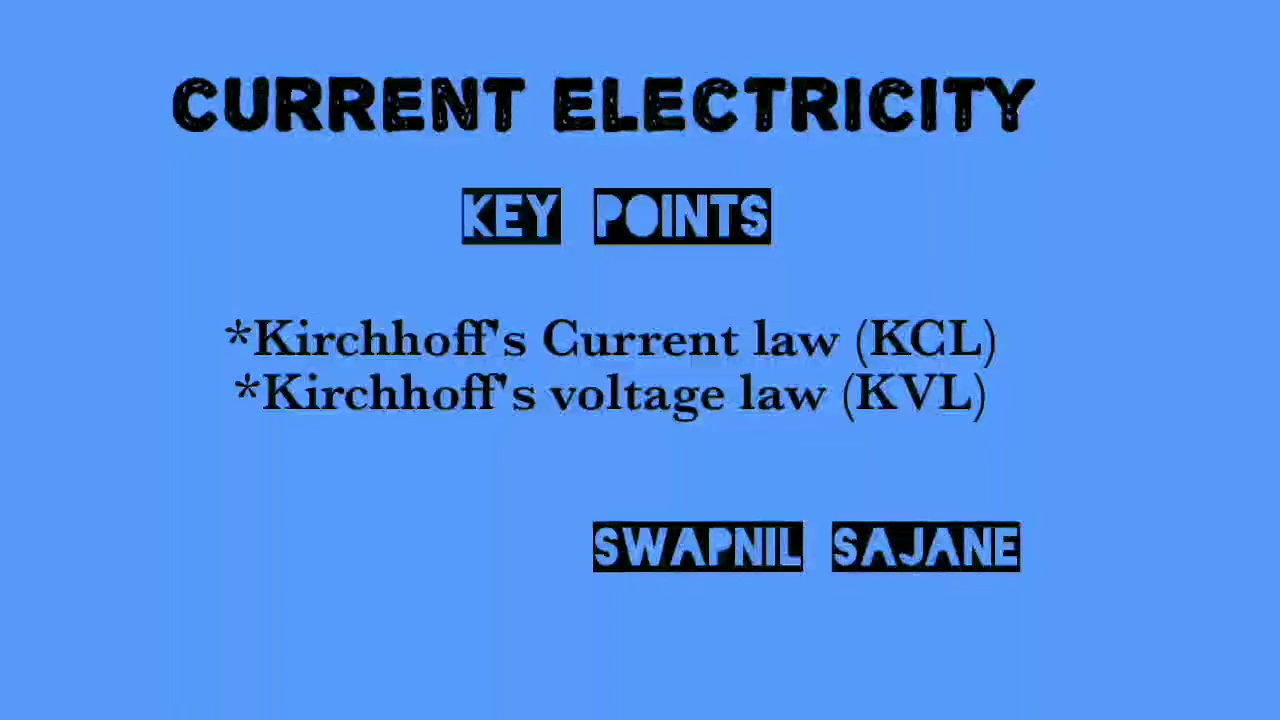 CURRENT ELECTRICITY
KEY POINTS
*Kirchhoff's Current law (KCL)
*Kirchhoff's voltage law (KVL)
SWAPNIL SAJANE